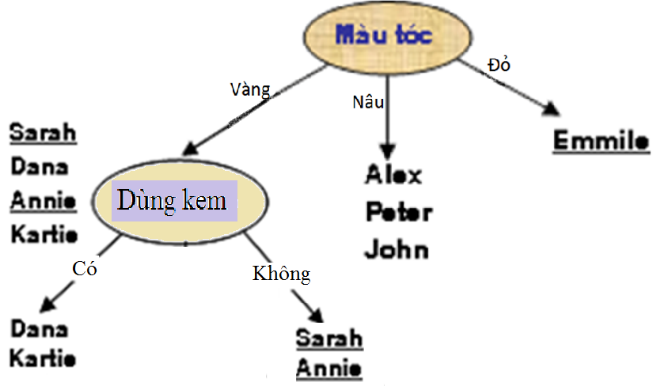 Màu tóc
Vàng
Nâu
Đỏ
Emmile
Sarah
Dana
Annie
Kartie
Dùng kem
Alex
Peter
John
Có
Không
Dana
Kartie
Sarah
Annie